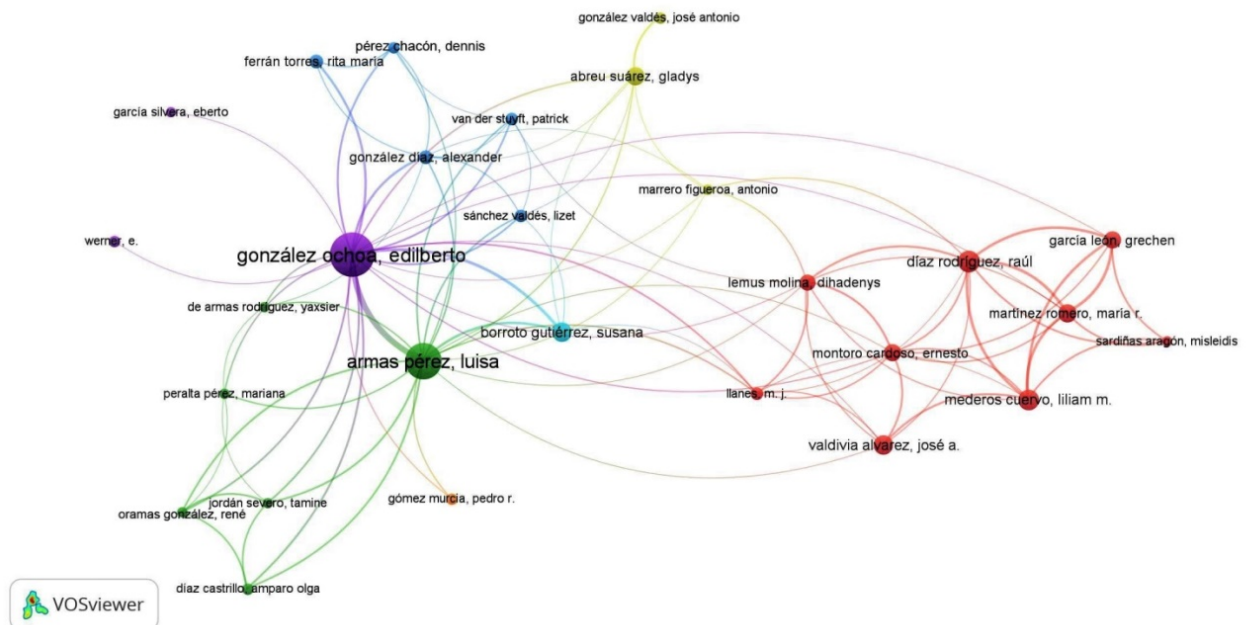 gonzález valdés, josé antonio
pérez chacón, dennis
ferrán torres, rita maria
abreu suárez, gladys
garcía silvera, eberto
van der stuyft, patrick
gonzález díaz, alexander
marrero figueroa, antonio
sánchez valdés, lizet
werner, e.
garcía león, grechen
gonzález ochoa, edilberto
díaz rodríguez, raúl
lemus molina, dihadenys
de armas rodríguez, yaxsier
martínez romero, maria r.
borroto gutiérrez, susana
sardiñas aragón, misleidis
armas pérez, luisa
montoro cardoso, ernesto
peralta pérez, mariana
llanes, m. j.
mederos cuervo, liliam m.
valdivia alvarez, josé a.
gómez murcia, pedro r.
jordán severo, tamine
oramas gonzález, rené
díaz castrillo, amparo olga
VOSviewer